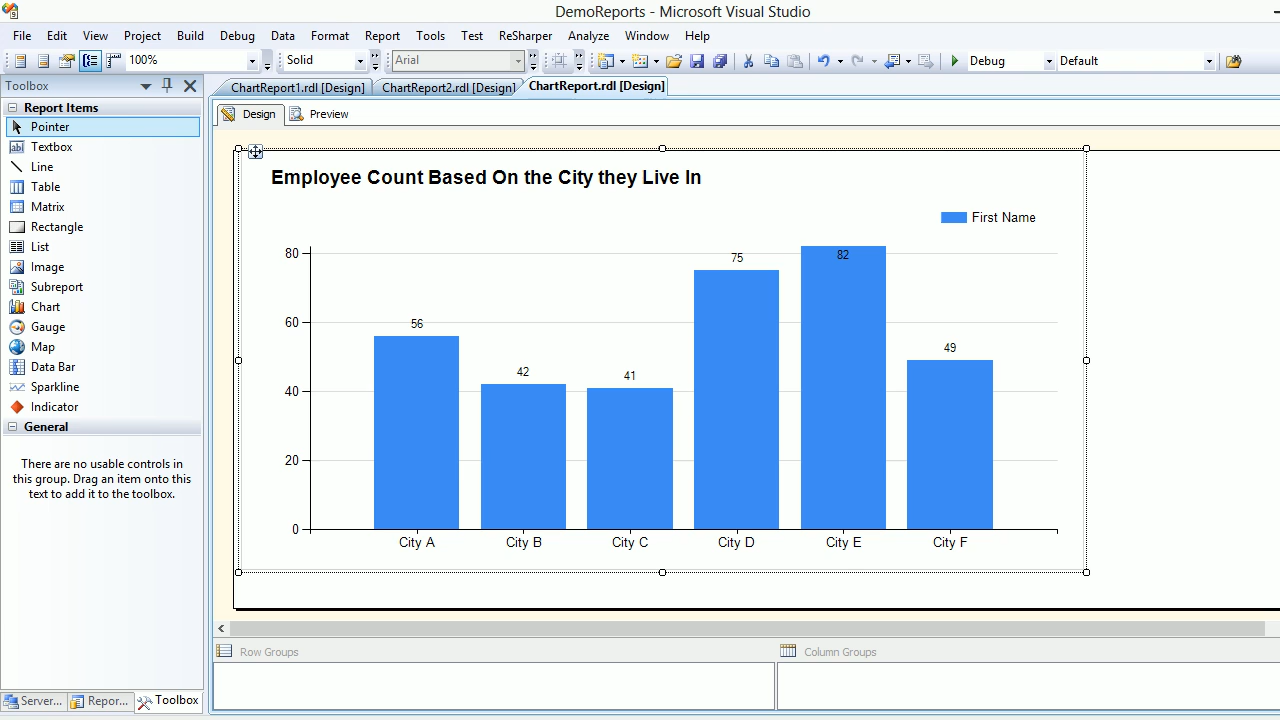 DemoReports - Microsoft Visual Studio
File Edit View Project Build Debug Data Format Report Tools Test ReSharper Analyze Window Help
100% Solid Arial Debug Default
Toolbox
ChartReport1.rdl [Design] ChartReport2.rdl [Design] ChartReport.rdl [Design]
Report Items
Design Preview
Pointer
Textbox
Line
Table
Matrix
Rectangle
List
Image
Subreport
Chart
Gauge
Map
Data Bar
Sparkline
Indicator
General
There are no usable controls in
this group. Drag an item onto this
text to add it to the toolbox.
Employee Count Based On the City they Live In
First Name
80
60
40
20
0
56
42
41
75
82
49
City A City B City C City D City E City F
Row Groups Column Groups
Server... Repor... Toolbox